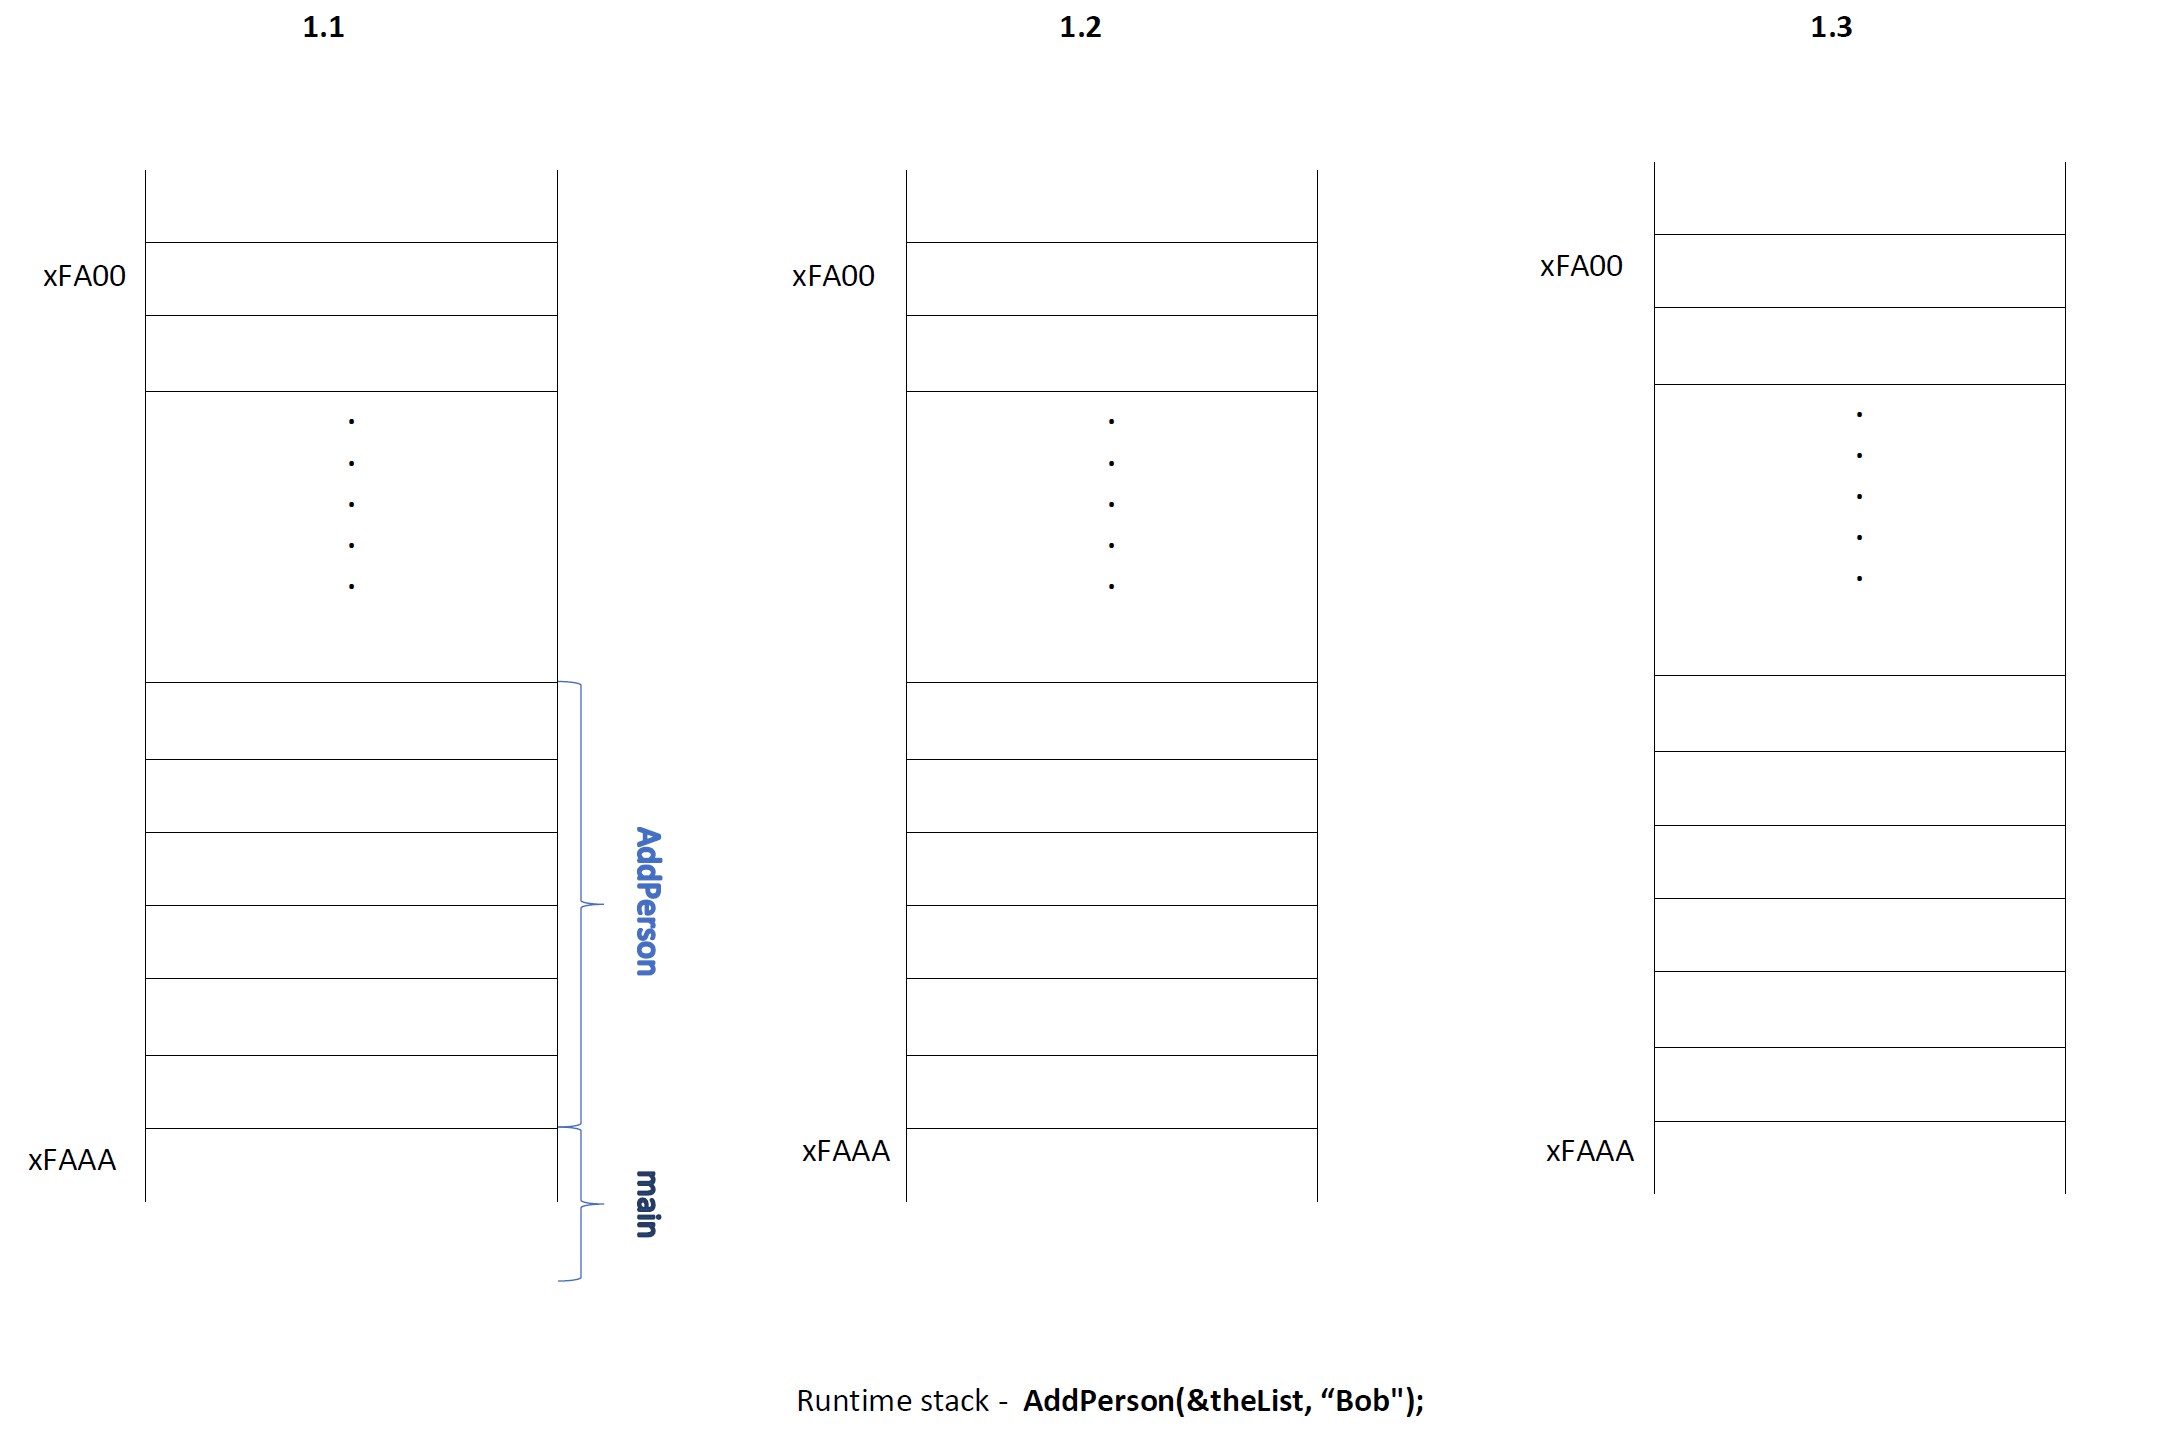 1.1
1.2
1.3
xFA00
xFA00
xFA00
AddPerson
xFAAA
xFAAA
xFAAA
main
Runtime stack - AddPerson(&theList, “Bob");